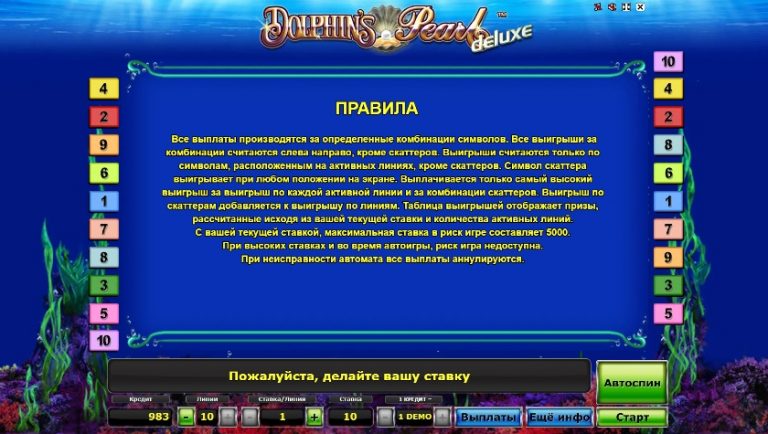 DOLPHIN'S Pearl™
deluxe
10
4
2
9
6
1
7
8
3
5
10
4
2
8
6
1
7
9
3
5
ПРАВИЛА
Все выплаты производятся за определенные комбинации символов. Все выигрыши за
комбинации считаются слева направо, кроме скаттеров. Выигрыши считаются только по
символам, расположенным на активных линиях, кроме скаттеров. Символ скаттера
выигрывает при любом положении на экране. Выплачивается только самый высокий
выигрыш за выигрыш по каждой активной линии и за комбинации скаттеров. Выигрыш по
скаттерам добавляется к выигрышу по линиям. Таблица выигрышей отображает призы,
рассчитанные исходя из вашей текущей ставки и количества активных линий.
С вашей текущей ставкой, максимальная ставка в риск игре составляет 5000.
При высоких ставках и во время автоигры, риск игра недоступна.
При неисправности автомата все выплаты аннулируются.
Пожалуйста, делайте вашу ставку
Автоспин
Кредит Линии Ставка/Линия Ставка 1 КРЕДИТ =
983 - 10 + - 1 + 10 - 1 DEMO + Выплаты Ещё инфо Старт